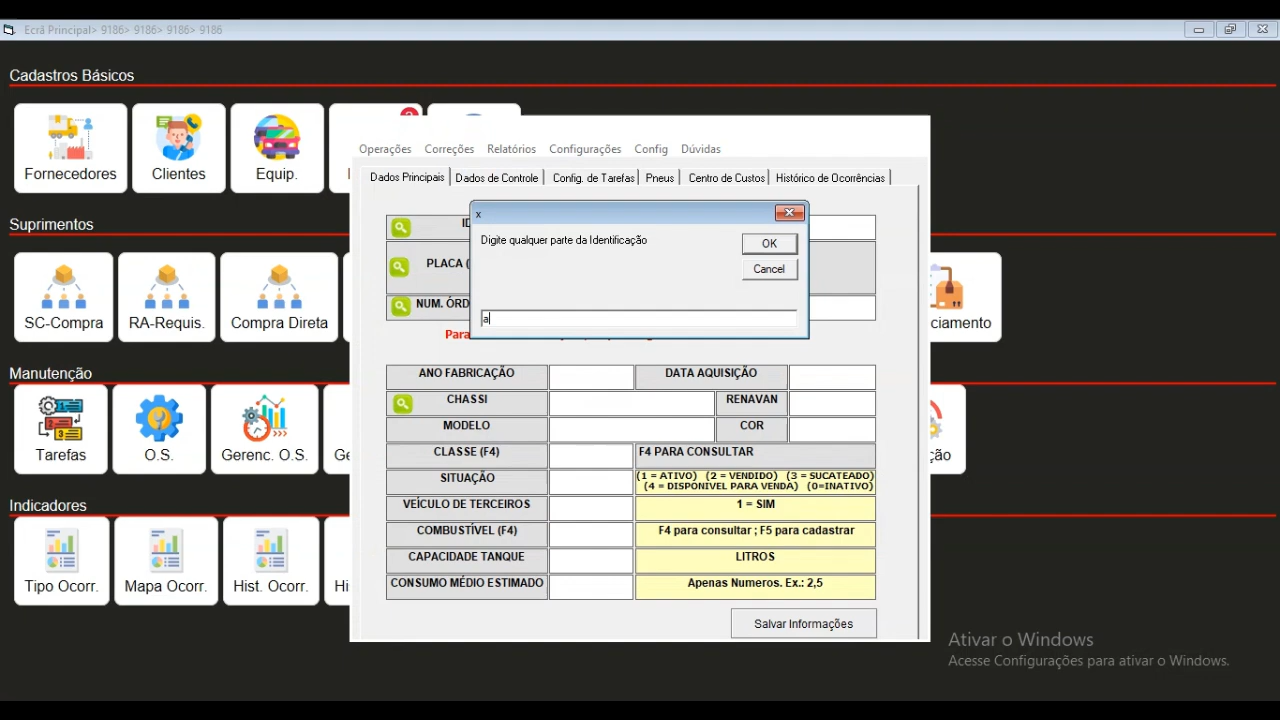 Ecrã Principal> 9186> 9186> 9186> 9186
Cadastros Básicos
Fornecedores
Clientes
Equip.
Suprimentos
SC-Compra
RA-Requis.
Compra Direta
ciamento
Manutenção
Tarefas
O.S.
Gerenc. O.S.
Ge
ão
Indicadores
Tipo Ocorr.
Mapa Ocorr.
Hist. Ocorr.
Hi
Operações Correções Relatórios Configurações Config Dúvidas
Dados Principais Dados de Controle Config. de Tarefas Pneus Centro de Custos Histórico de Ocorrências
x
Digite qualquer parte da Identificação
OK
Cancel
a
PLACA (
NUM. ÓRD
Para
ANO FABRICAÇÃO DATA AQUISIÇÃO
CHASSI RENAVAN
MODELO COR
CLASSE (F4) F4 PARA CONSULTAR
SITUAÇÃO (1 = ATIVO) (2 = VENDIDO) (3 = SUCATEADO)
(4 = DISPONIVEL PARA VENDA) (0=INATIVO)
VEÍCULO DE TERCEIROS 1 = SIM
COMBUSTÍVEL (F4) F4 para consultar ; F5 para cadastrar
CAPACIDADE TANQUE LITROS
CONSUMO MÉDIO ESTIMADO Apenas Numeros. Ex.: 2,5
Salvar Informações
Ativar o Windows
Acesse Configurações para ativar o Windows.